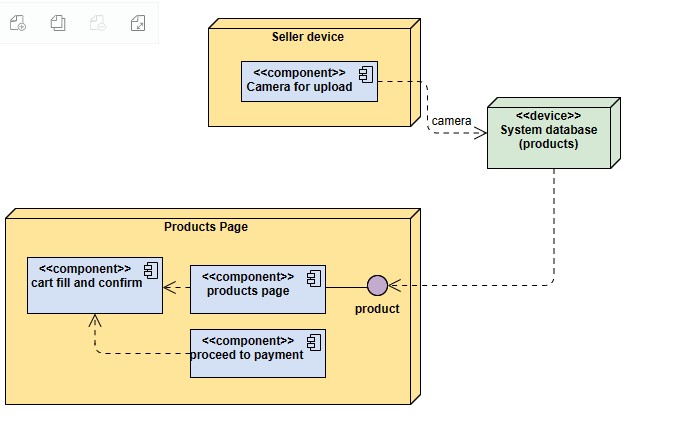 Seller device
<<component>>
Camera for upload
camera
<<device>>
System database
(products)
Products Page
<<component>>
cart fill and confirm
<<component>>
products page
product
<<component>>
proceed to payment